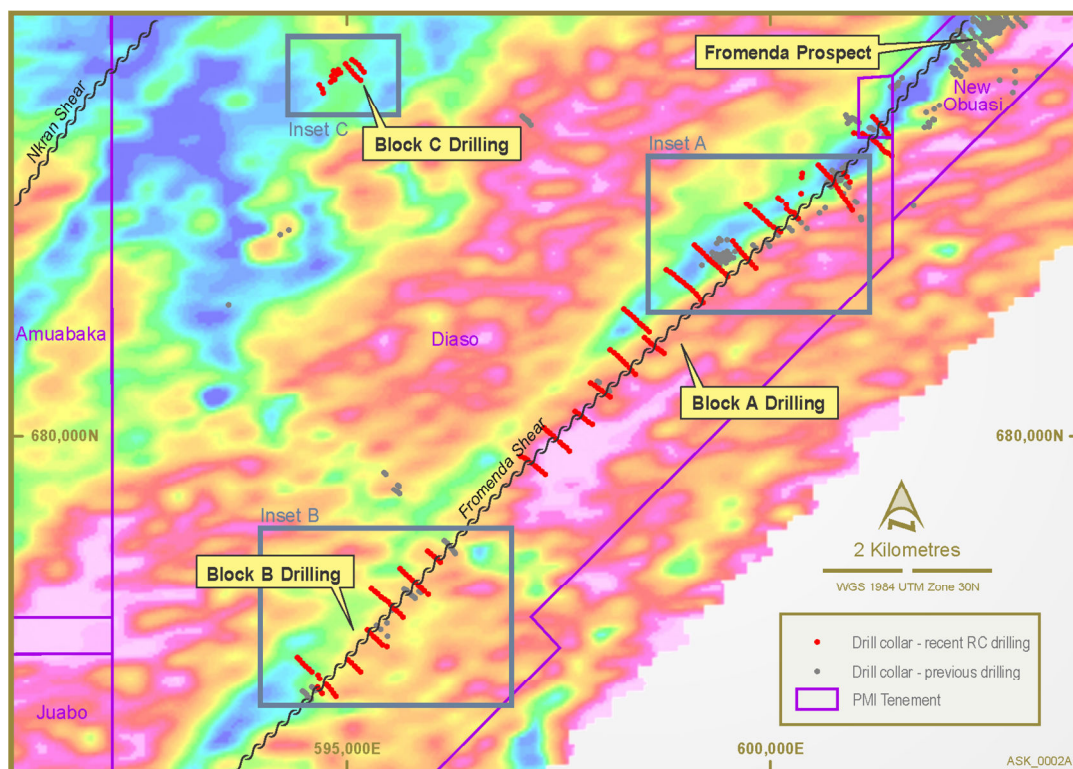 Nkran Shear
Fromenda Prospect
New
Obuasi
Inset C
Block C Drilling
Inset A
Amuabaka
Diaso
Block A Drilling
680,000N
680,000N
Fromenda Shear
Inset B
Block B Drilling
N
2 Kilometres
WGS 1984 UTM Zone 30N
Drill collar - recent RC drilling
Drill collar - previous drilling
PMI Tenement
Juabo
595,000E
600,000E
ASK_0002A